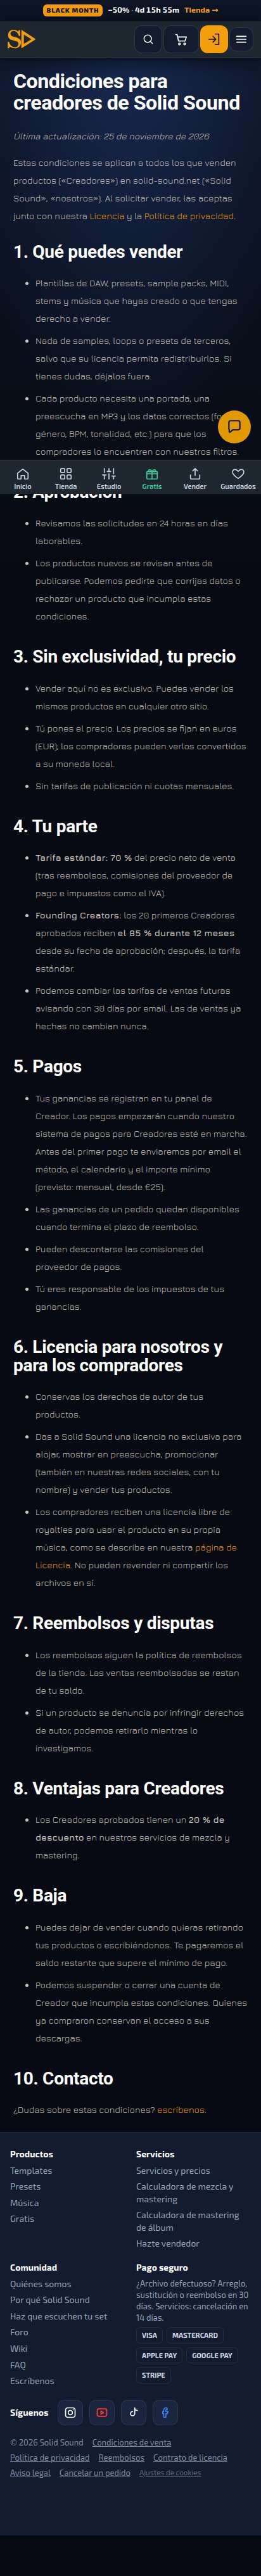 BLACK MONTH −50% · 4d 15h 55m Tienda →
SD
Condiciones para
creadores de Solid Sound
Última actualización: 25 de noviembre de 2026
Estas condiciones se aplican a todos los que venden
productos («Creadores») en solid-sound.net («Solid
Sound», «nosotros»). Al solicitar vender, las aceptas
junto con nuestra Licencia y la Política de privacidad.
1. Qué puedes vender
Plantillas de DAW, presets, sample packs, MIDI,
stems y música que hayas creado o que tengas
derecho a vender.
Nada de samples, loops o presets de terceros,
salvo que su licencia permita redistribuirlos. Si
tienes dudas, déjalos fuera.
Cada producto necesita una portada, una
preescucha en MP3 y los datos correctos
género, BPM, tonalidad, etc.) para que los
compradores lo encuentren con nuestros filtros.
Inicio
Tienda
Estudio
Gratis
Vender
Guardados
2. Aprobación
Revisamos las solicitudes en 24 horas en días
laborables.
Los productos nuevos se revisan antes de
publicarse. Podemos pedirte que corrijas datos o
rechazar un producto que incumpla estas
condiciones.
3. Sin exclusividad, tu precio
Vender aquí no es exclusivo. Puedes vender los
mismos productos en cualquier otro sitio.
Tú pones el precio. Los precios se fijan en euros
(EUR); los compradores pueden verlos convertidos
a su moneda local.
Sin tarifas de publicación ni cuotas mensuales.
4. Tu parte
Tarifa estándar: 70 % del precio neto de venta
(tras reembolsos, comisiones del proveedor de
pago e impuestos como el IVA).
Founding Creators: los 20 primeros Creadores
aprobados reciben el 85 % durante 12 meses
desde su fecha de aprobación; después, la tarifa
estándar.
Podemos cambiar las tarifas de ventas futuras
avisando con 30 días por email. Las de ventas ya
hechas no cambian nunca.
5. Pagos
Tus ganancias se registran en tu panel de
Creador. Los pagos empezarán cuando nuestro
sistema de pagos para Creadores esté en marcha.
Antes del primer pago te enviaremos por email el
método, el calendario y el importe mínimo
(previsto: mensual, desde €25).
Las ganancias de un pedido quedan disponibles
cuando termina el plazo de reembolso.
Pueden descontarse las comisiones del
proveedor de pagos.
Tú eres responsable de los impuestos de tus
ganancias.
6. Licencia para nosotros y
para los compradores
Conservas los derechos de autor de tus
productos.
Das a Solid Sound una licencia no exclusiva para
alojar, mostrar en preescucha, promocionar
(también en nuestras redes sociales, con tu
nombre) y vender tus productos.
Los compradores reciben una licencia libre de
royalties para usar el producto en su propia
música, como se describe en nuestra página de
Licencia. No pueden revender ni compartir los
archivos en sí.
7. Reembolsos y disputas
Los reembolsos siguen la política de reembolsos
de la tienda. Las ventas reembolsadas se restan
de tu saldo.
Si un producto se denuncia por infringir derechos
de autor, podemos retirarlo mientras lo
investigamos.
8. Ventajas para Creadores
Los Creadores aprobados tienen un 20 % de
descuento en nuestros servicios de mezcla y
mastering.
9. Baja
Puedes dejar de vender cuando quieras retirando
tus productos o escribiéndonos. Te pagaremos el
saldo restante que supere el mínimo de pago.
Podemos suspender o cerrar una cuenta de
Creador que incumpla estas condiciones. Quienes
ya compraron conservan el acceso a sus
descargas.
10. Contacto
¿Dudas sobre estas condiciones? escríbenos.
Productos
Templates
Presets
Música
Gratis
Servicios
Servicios y precios
Calculadora de mezcla y
mastering
Calculadora de mastering
de álbum
Hazte vendedor
Comunidad
Quiénes somos
Por qué Solid Sound
Haz que escuchen tu set
Foro
Wiki
FAQ
Escríbenos
Pago seguro
¿Archivo defectuoso? Arreglo,
sustitución o reembolso en 30
días. Servicios: cancelación en
14 días.
VISA MASTERCARD
APPLE PAY GOOGLE PAY
STRIPE
Síguenos
© 2026 Solid Sound Condiciones de venta
Política de privacidad Reembolsos Contrato de licencia
Aviso legal Cancelar un pedido Ajustes de cookies